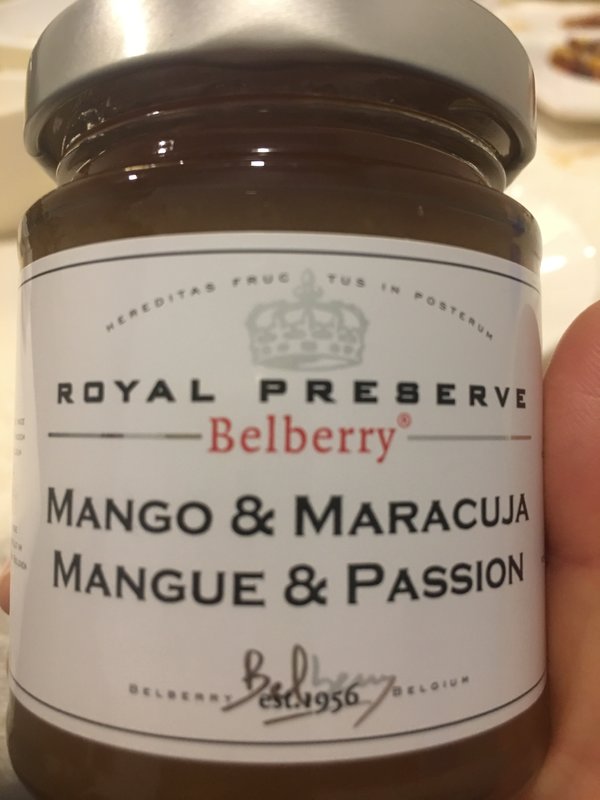 HEREDITAS FRUCTUS IN POSTERUM
ROYAL PRESERVE
Belberry®
MANGO & MARACUJA
MANGUE & PASSION
BELBERRY Belberry BELGIUM
est. 1956